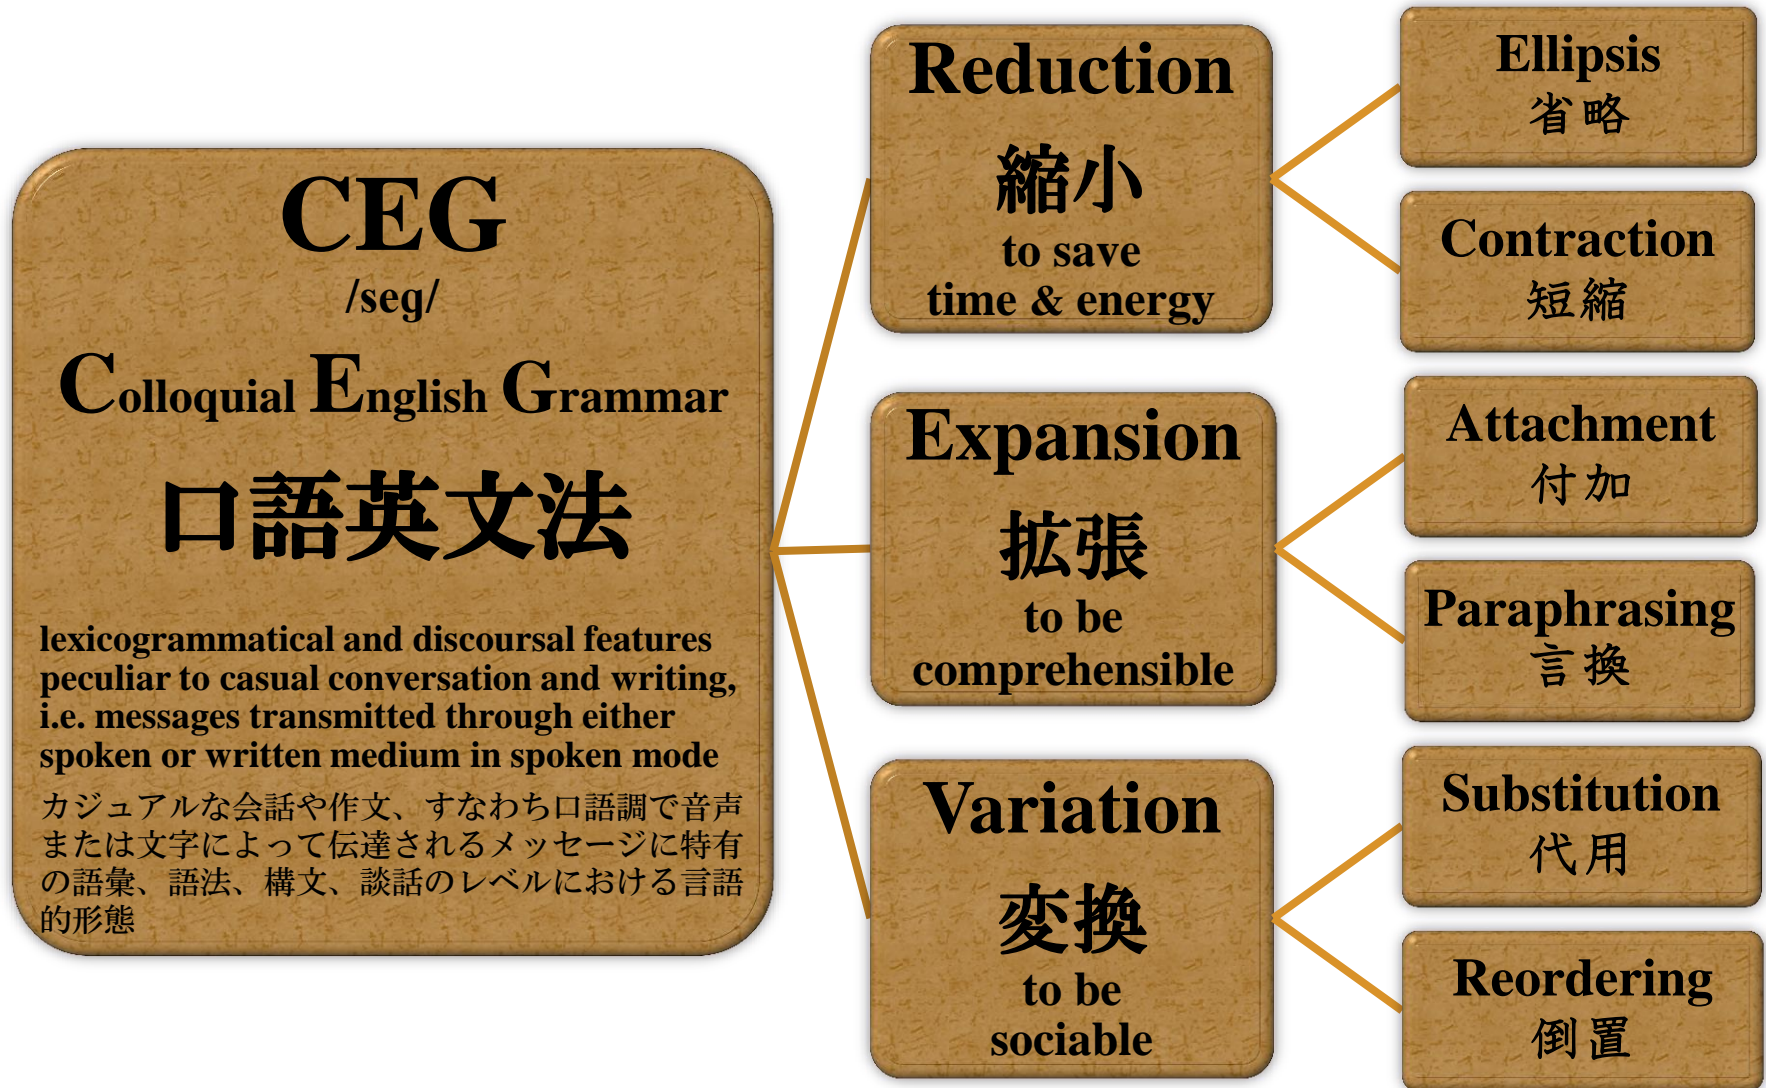 CEG
/seg/
Colloquial English Grammar
口語英文法
lexicogrammatical and discoursal features
peculiar to casual conversation and writing,
i.e. messages transmitted through either
spoken or written medium in spoken mode
カジュアルな会話や作文、すなわち口語調で音声
または文字によって伝達されるメッセージに特有
の語彙、語法、構文、談話のレベルにおける言語
的形態
Reduction
縮小
to save
time & energy
Ellipsis
省略
Contraction
短縮
Expansion
拡張
to be
comprehensible
Attachment
付加
Paraphrasing
言換
Variation
変換
to be
sociable
Substitution
代用
Reordering
倒置